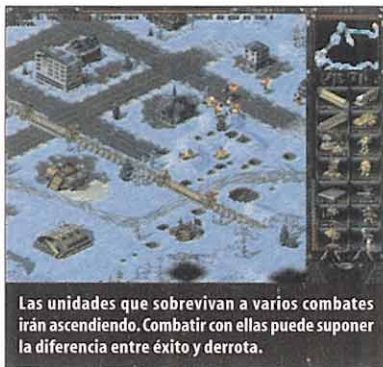 Las unidades que sobrevivan a varios combates
irán ascendiendo. Combatir con ellas puede suponer
la diferencia entre éxito y derrota.